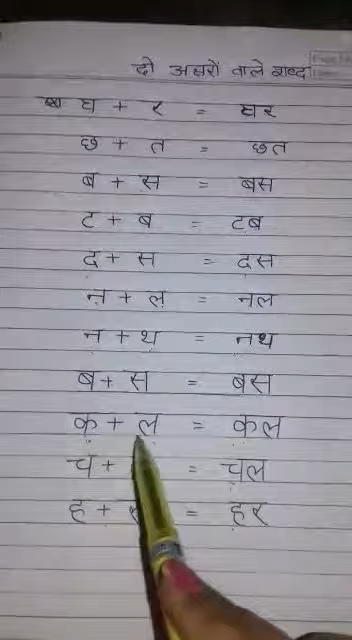 दो अक्षरों वाले शब्द
घ + र = घर
छ + त = छत
ब + स = बस
ट + ब = टब
द + स = दस
न + ल = नल
न + थ = नथ
ब + स = बस
क + ल = कल
च + = चल
ह + र = हर